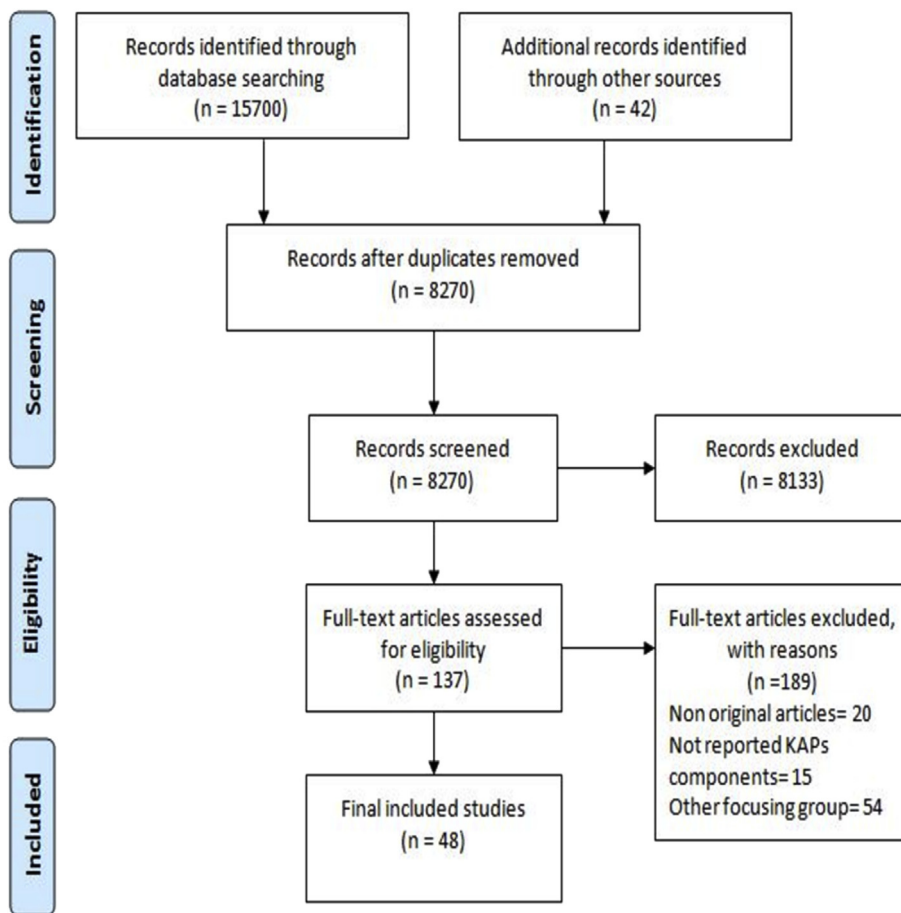 Identification
Records identified through
database searching
(n = 15700)
Additional records identified
through other sources
(n = 42)
Screening
Records after duplicates removed
(n = 8270)
Records screened
(n = 8270)
Records excluded
(n = 8133)
Eligibility
Full-text articles assessed
for eligibility
(n = 137)
Full-text articles excluded,
with reasons
(n =189)
Non original articles= 20
Not reported KAPs
components= 15
Other focusing group= 54
Included
Final included studies
(n = 48)